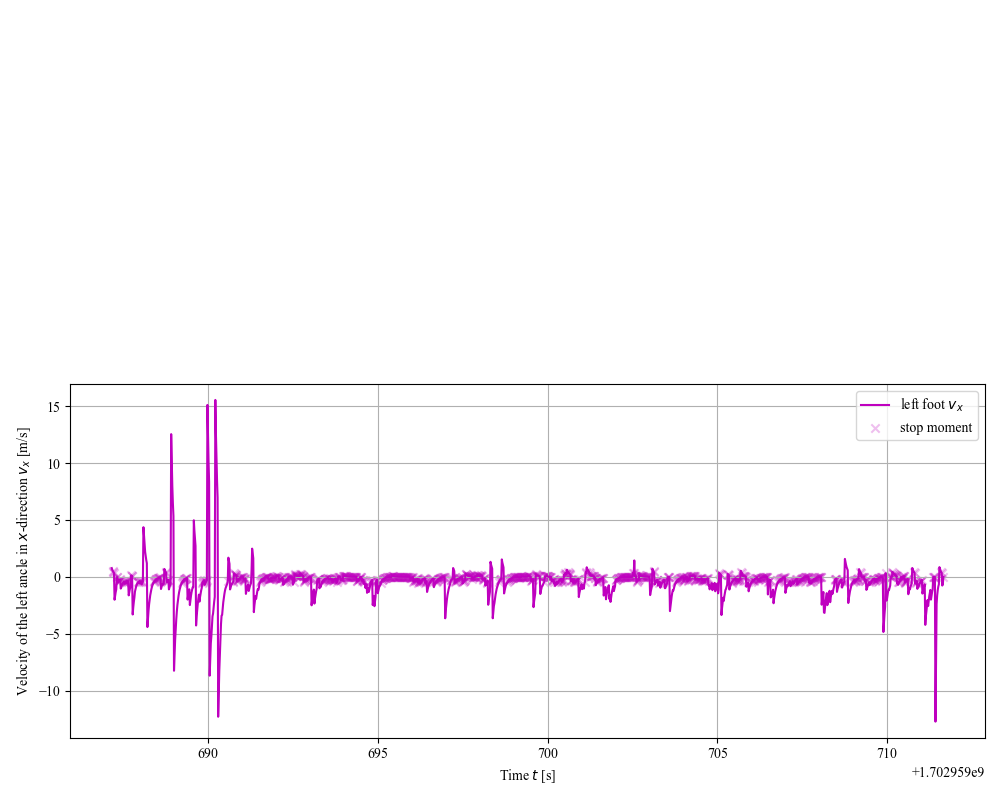 left foot vx
stop moment
15
10
5
0
−5
−10
Velocity of the left ancle in x-direction vx [m/s]
690
695
700
705
710
+1.702959e9
Time t [s]